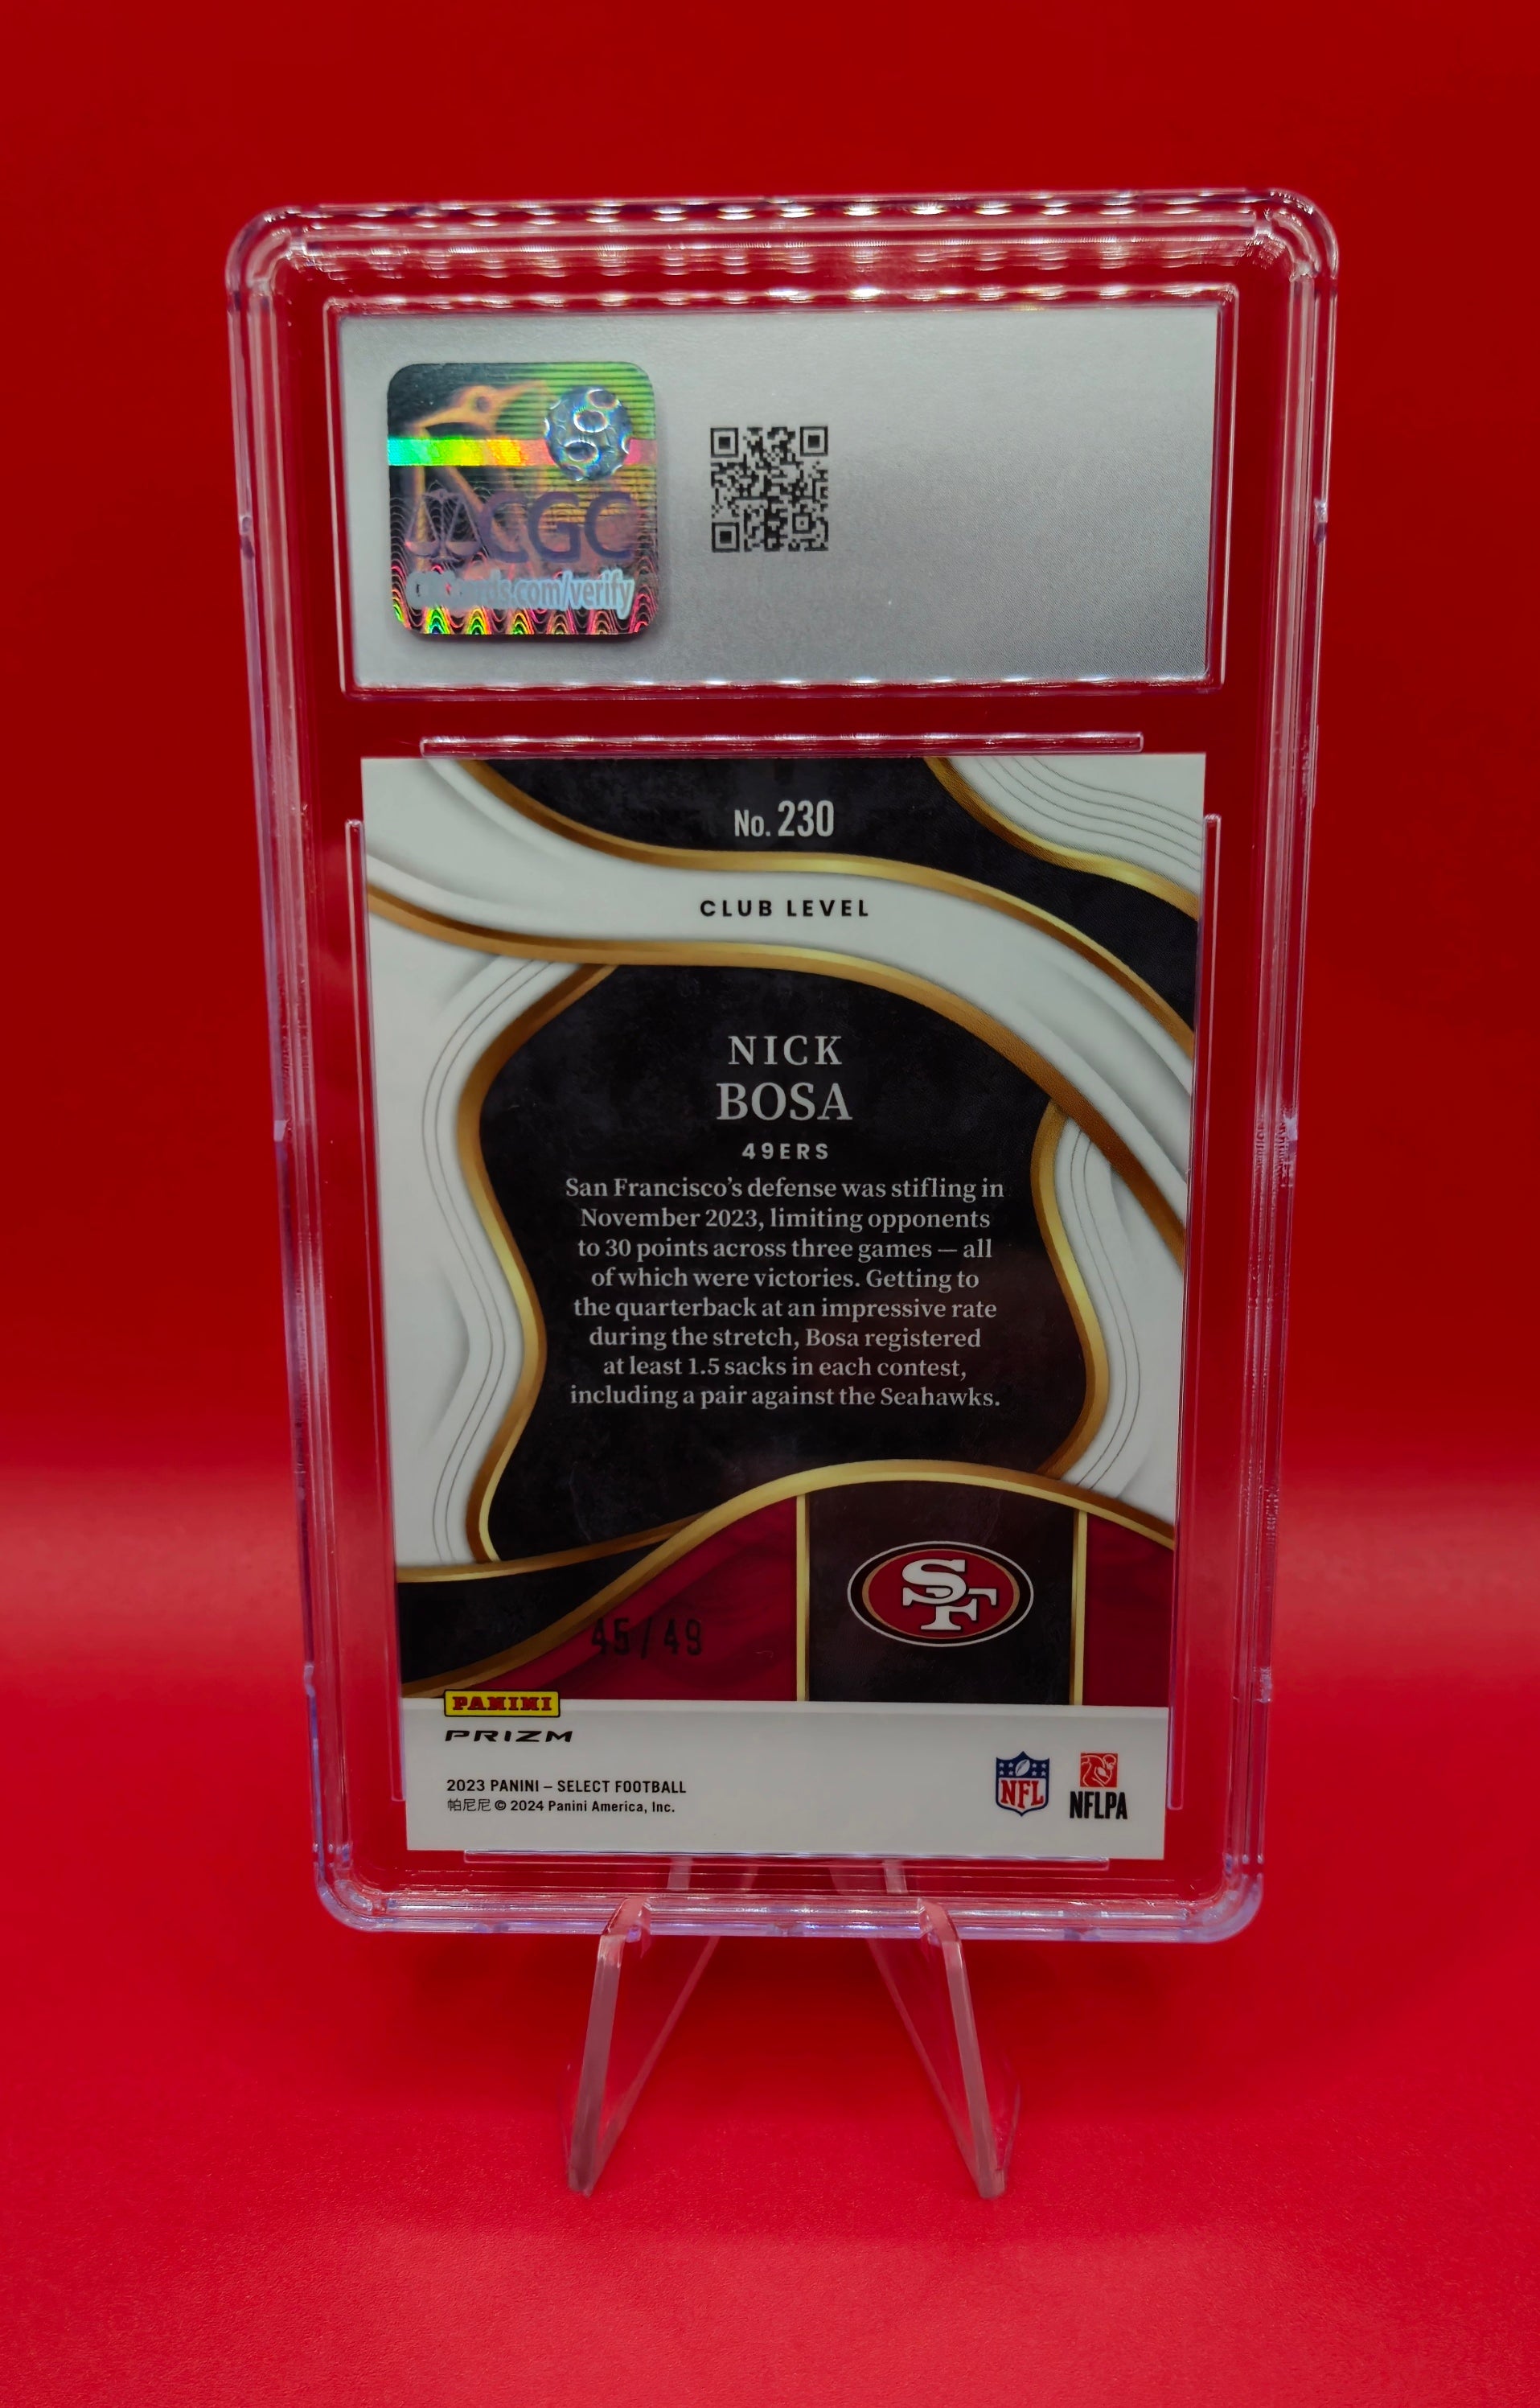 CGC
CGCcards.com/verify
No. 230
CLUB LEVEL
NICK
BOSA
49ERS
San Francisco’s defense was stifling in
November 2023, limiting opponents
to 30 points across three games — all
of which were victories. Getting to
the quarterback at an impressive rate
during the stretch, Bosa registered
at least 1.5 sacks in each contest,
including a pair against the Seahawks.
SF
45/49
PANINI
PRIZM
2023 PANINI – SELECT FOOTBALL
帕尼尼 © 2024 Panini America, Inc.
NFL
NFLPA